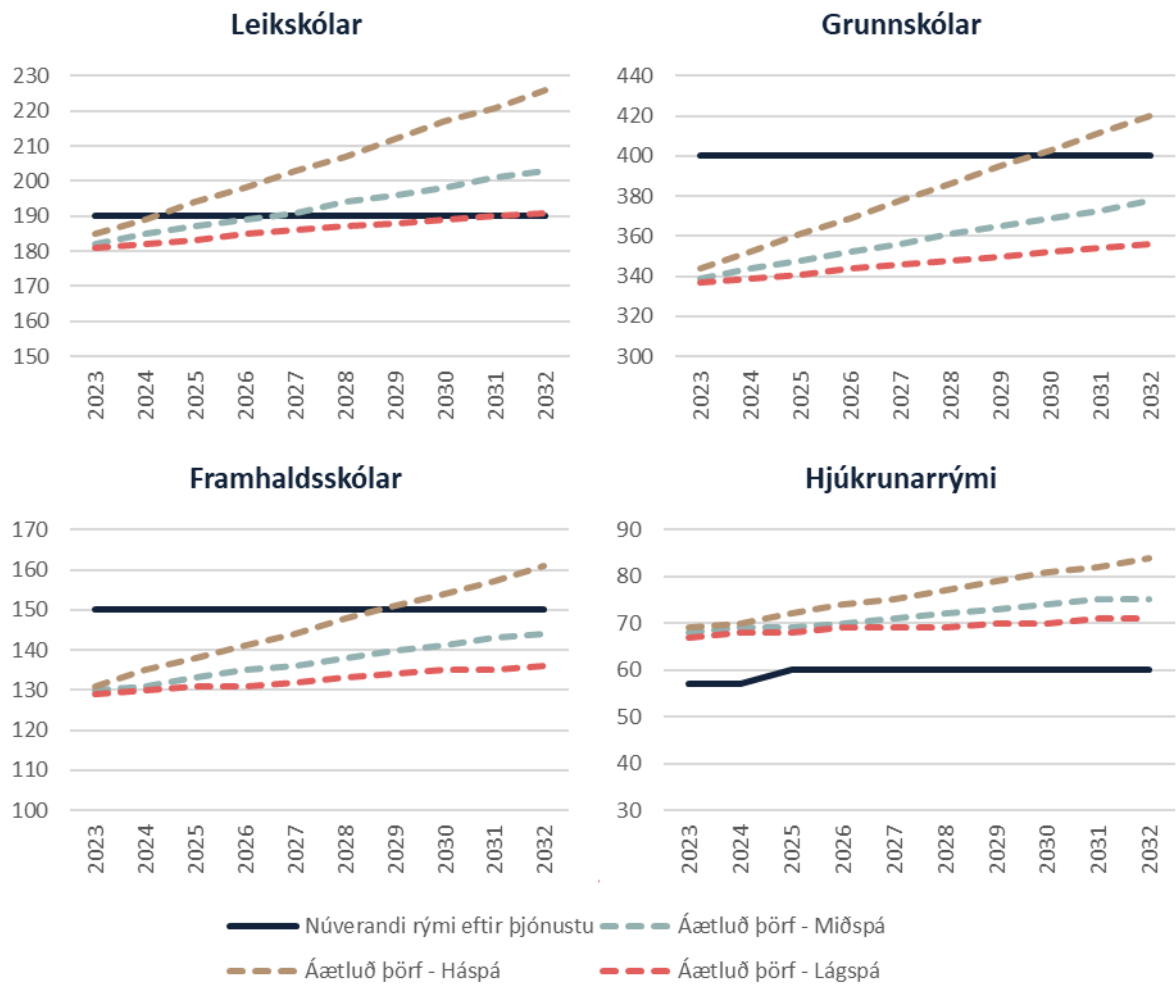 Leikskólar
230
220
210
200
190
180
170
160
150
2023 2024 2025 2026 2027 2028 2029 2030 2031 2032
Grunnskólar
440
420
400
380
360
340
320
300
2023 2024 2025 2026 2027 2028 2029 2030 2031 2032
Framhaldsskólar
170
160
150
140
130
120
110
100
2023 2024 2025 2026 2027 2028 2029 2030 2031 2032
Hjúkrunarrými
90
80
70
60
50
40
30
2023 2024 2025 2026 2027 2028 2029 2030 2031 2032
Núverandi rými eftir þjónustu
Áætluð þörf - Miðspá
Áætluð þörf - Háspá
Áætluð þörf - Lágspá